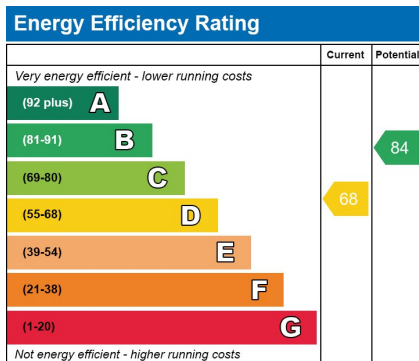 Energy Efficiency Rating
Current Potential
Very energy efficient - lower running costs
(92 plus) A
(81-91) B
84
(69-80) C
(55-68) D
68
(39-54) E
(21-38) F
(1-20) G
Not energy efficient - higher running costs